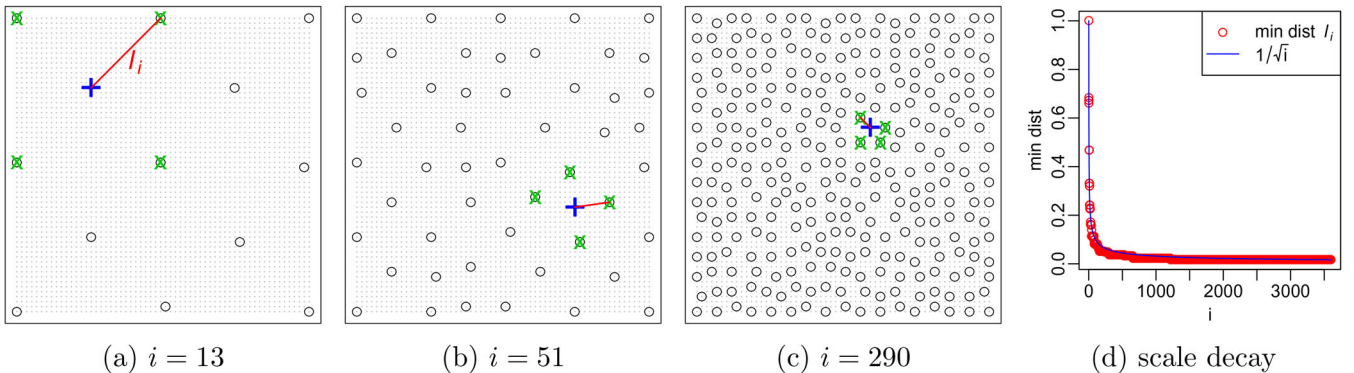 l_i
min dist l_i
1/√i
min dist
0.0 0.2 0.4 0.6 0.8 1.0
0 1000 2000 3000
i
(a) i = 13
(b) i = 51
(c) i = 290
(d) scale decay